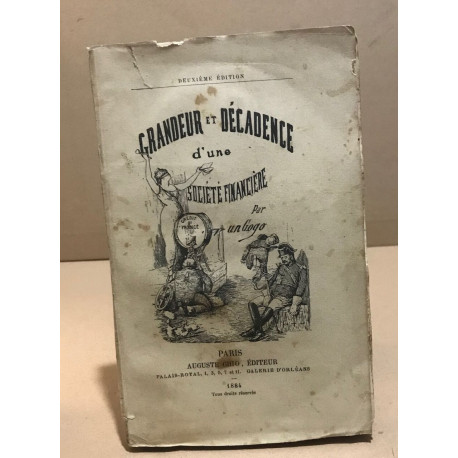 DEUXIÈME ÉDITION
GRANDEUR ET DÉCADENCE
d'une
SOCIÉTÉ FINANCIÈRE
Par
un Gogo
FRANCE
PARIS
AUGUSTE GHIO, ÉDITEUR
PALAIS-ROYAL, 1, 3, 5, 7 et 11, GALERIE D'ORLÉANS
1884
Tous droits réservés